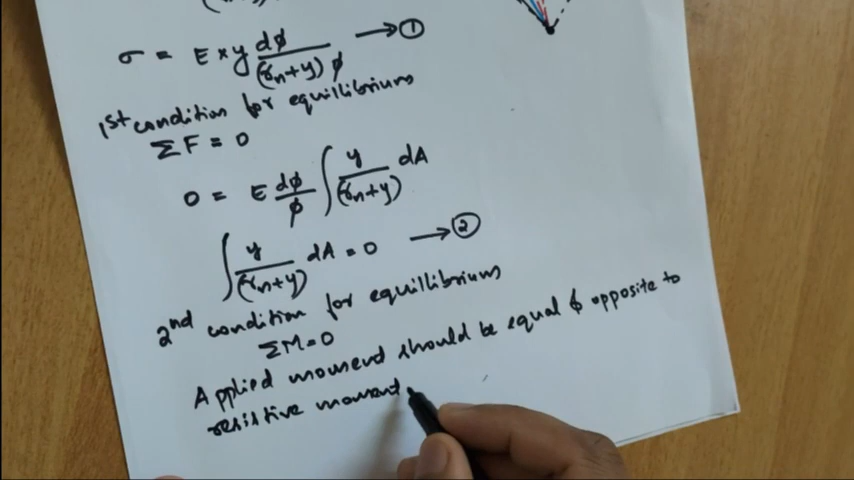 σ = E × y dφ / (rn+y) φ → ①
1st condition for equillibrium
ΣF = 0
0 = E dφ/φ ∫ y/(rn+y) dA
∫ y/(rn+y) dA = 0 → ②
2nd condition for equillibrium
ΣM=0
Applied moment should be equal & opposite to
resistive moment